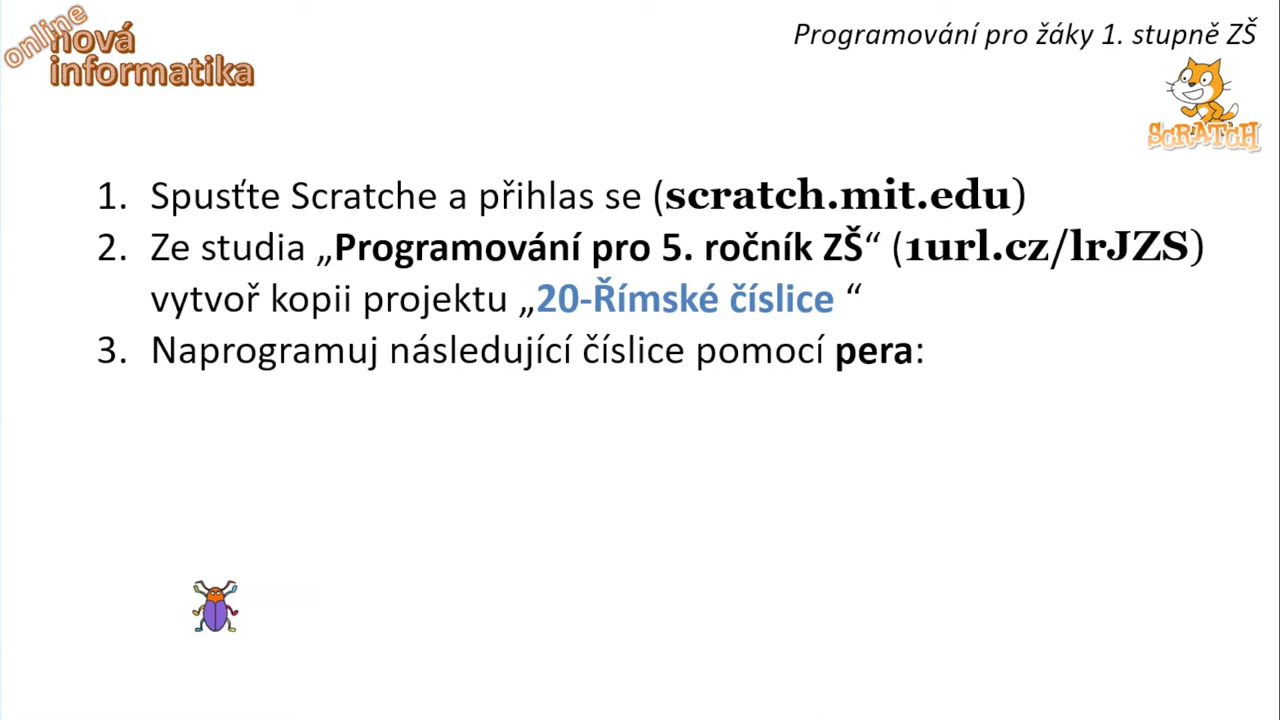 online
nová
informatika
Programování pro žáky 1. stupně ZŠ
SCRATCH
1. Spusťte Scratche a přihlas se (scratch.mit.edu)
2. Ze studia „Programování pro 5. ročník ZŠ“ (1url.cz/lrJZS)
vytvoř kopii projektu „20-Římské číslice “
3. Naprogramuj následující číslice pomocí pera: